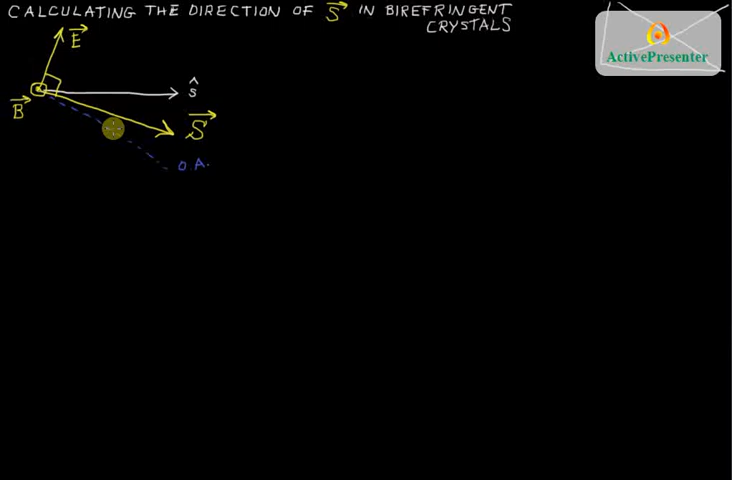 CALCULATING THE DIRECTION OF S IN BIREFRINGENT
CRYSTALS
ActivePresenter
E
ŝ
B
S
O.A.